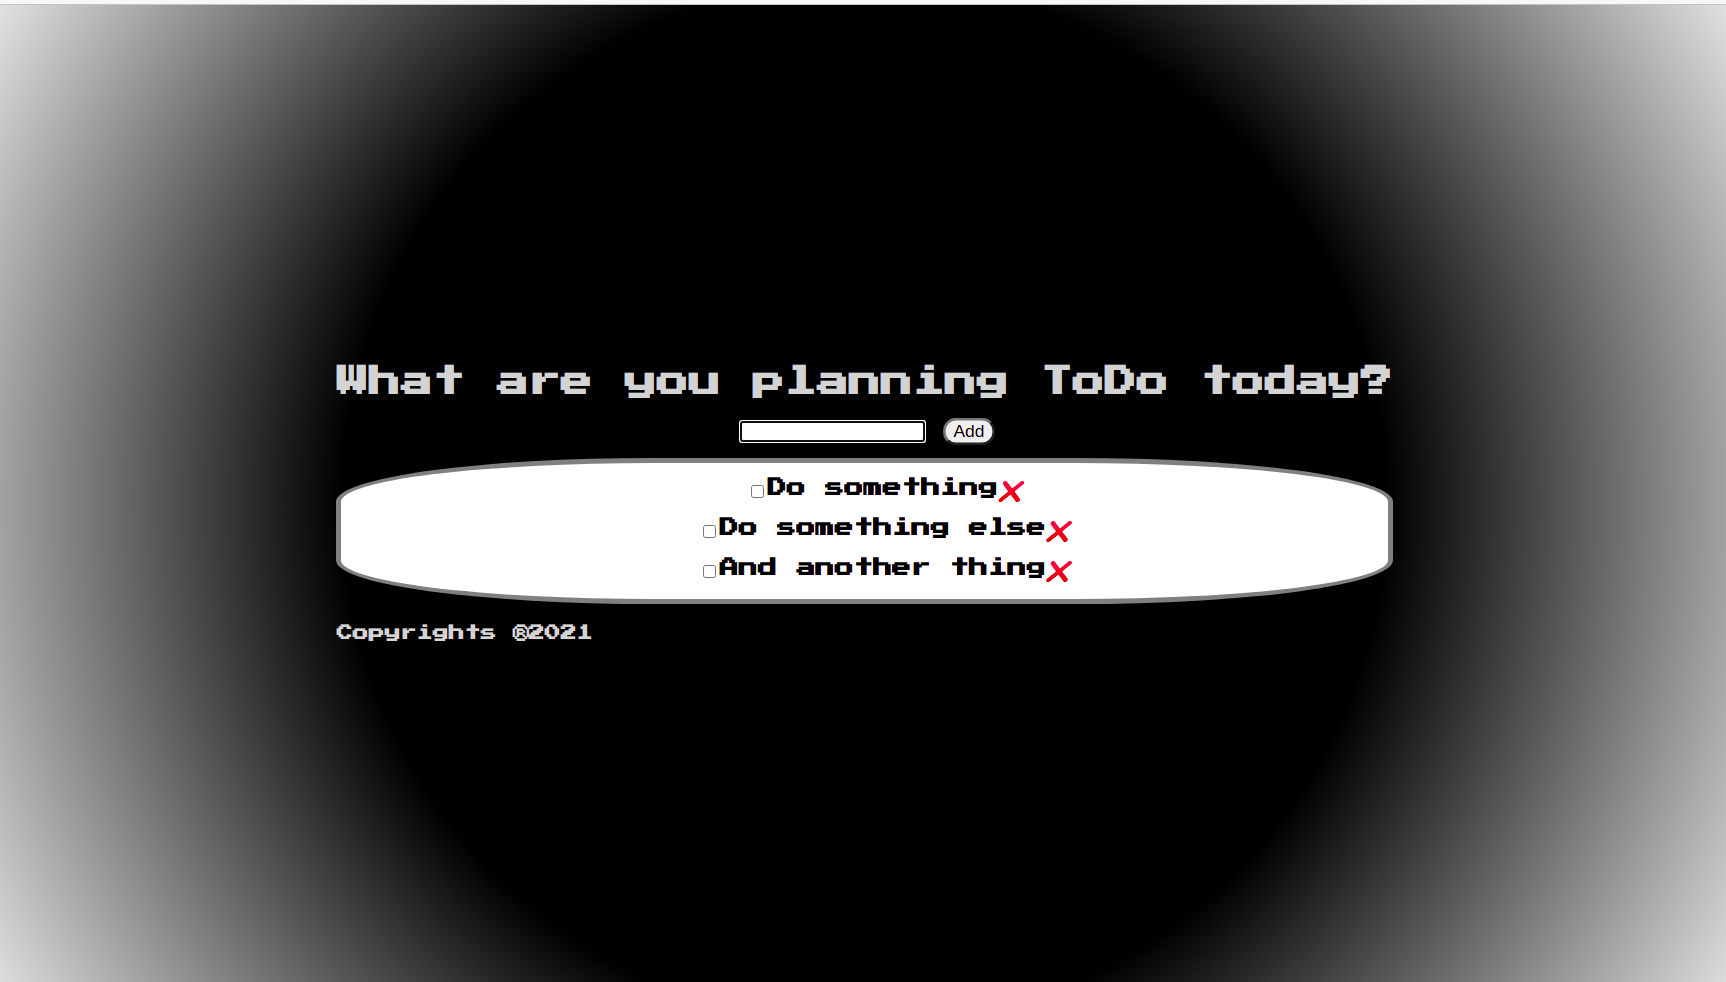 What are you planning ToDo today?
Add
Do something
Do something else
And another thing
Copyrights ®2021